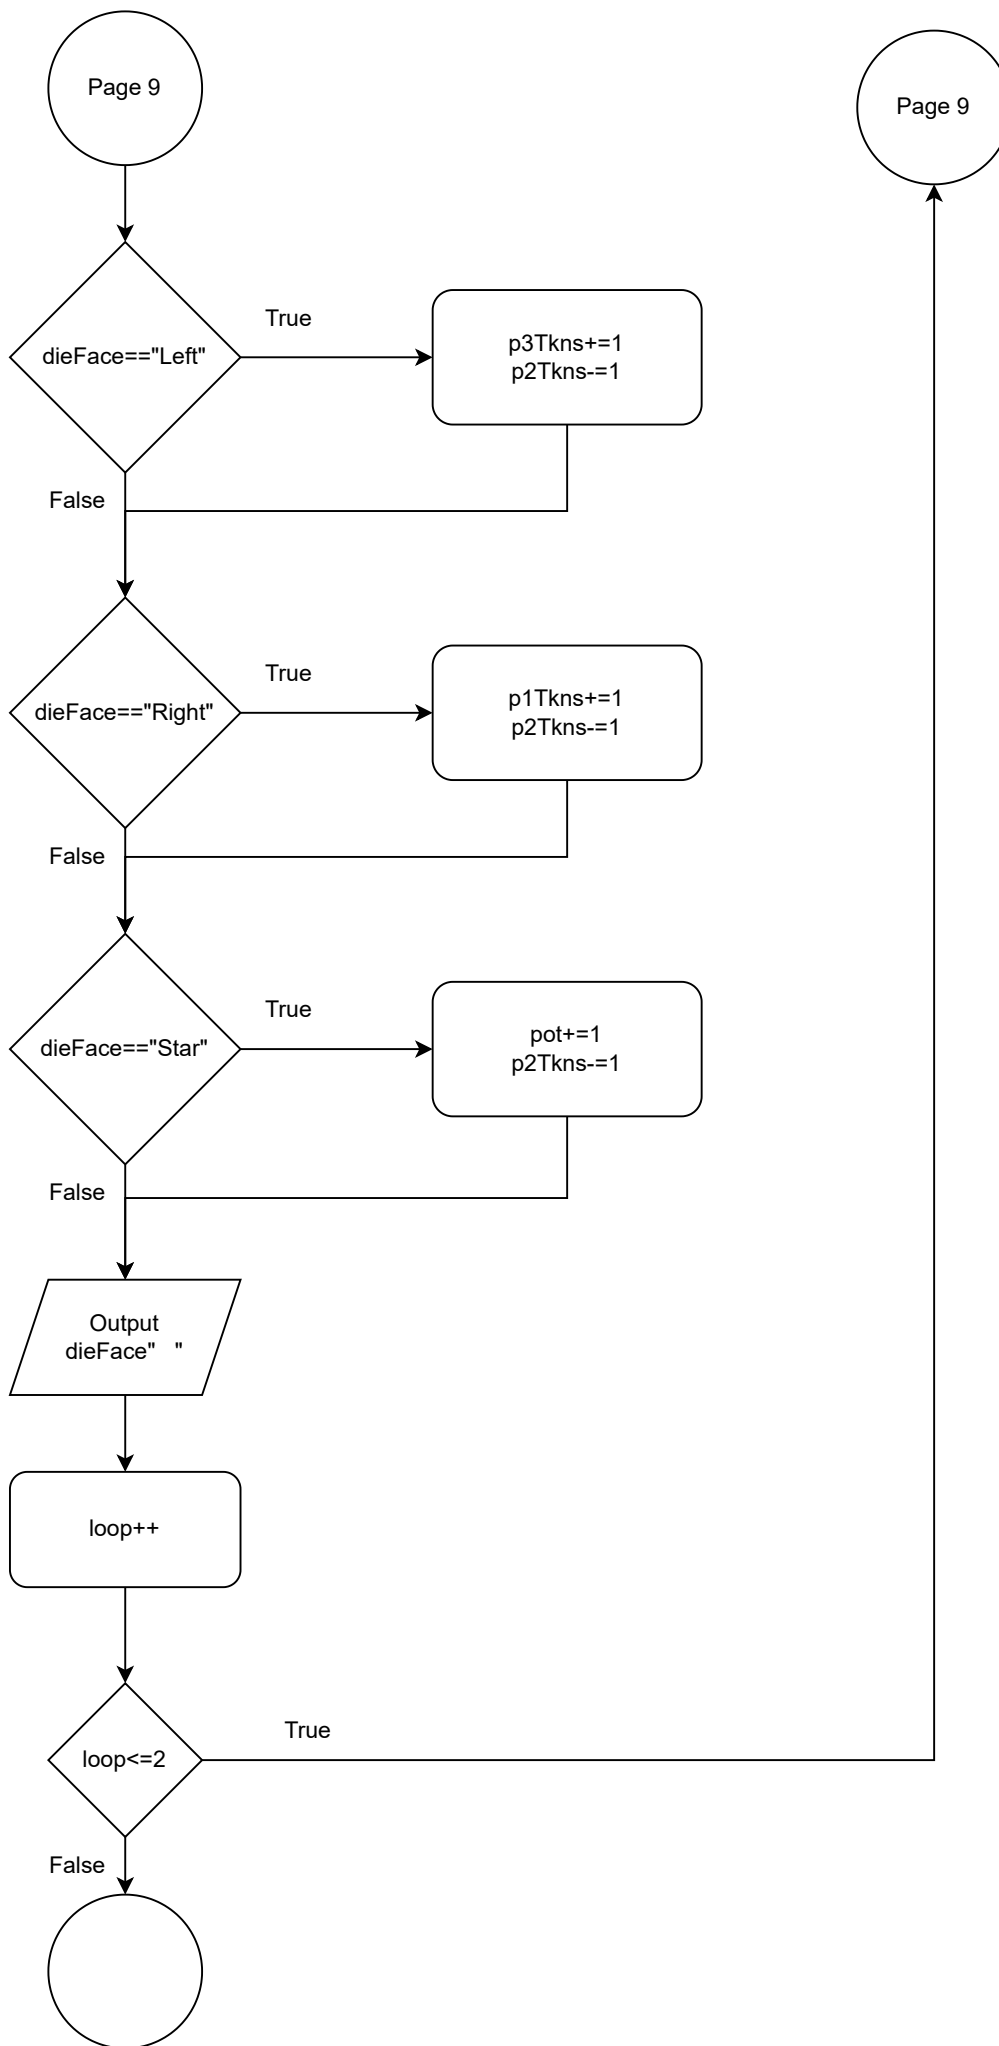 Page 9
Page 9
dieFace=="Left"
True
p3Tkns+=1
p2Tkns-=1
False
dieFace=="Right"
True
p1Tkns+=1
p2Tkns-=1
False
dieFace=="Star"
True
pot+=1
p2Tkns-=1
False
Output
dieFace"   "
loop++
loop<=2
True
False